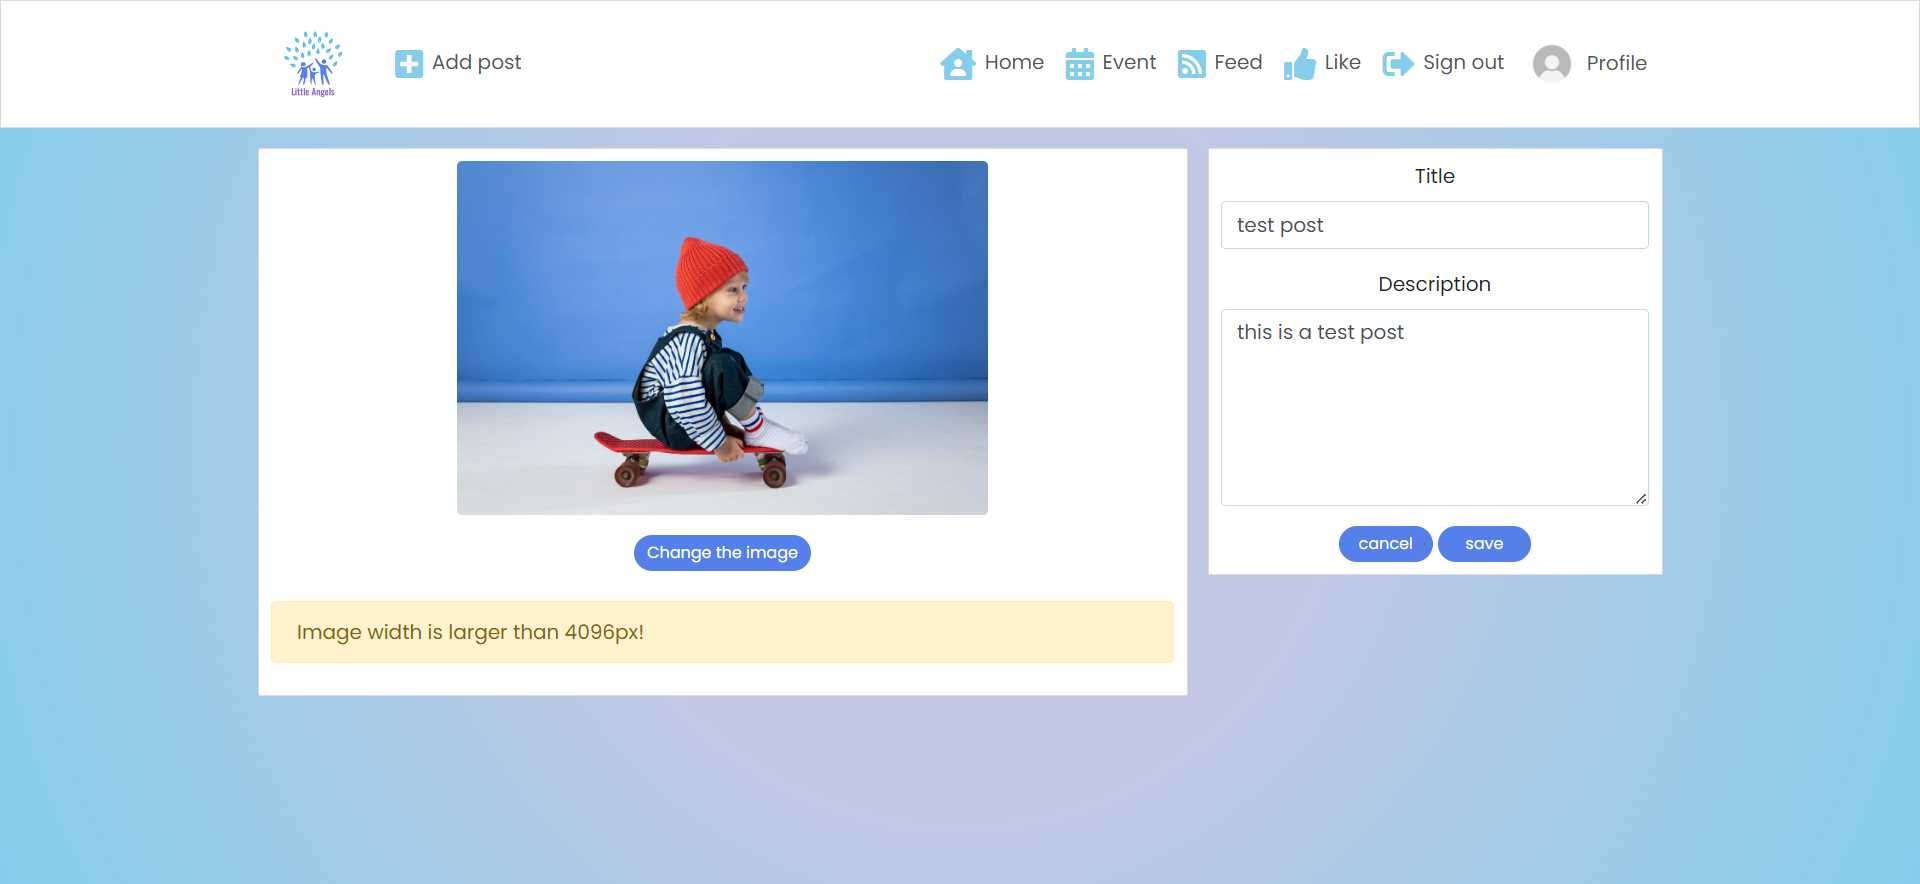 Little Angels
Add post
Home
Event
Feed
Like
Sign out
Profile
Change the image
Image width is larger than 4096px!
Title
test post
Description
this is a test post
cancel
save